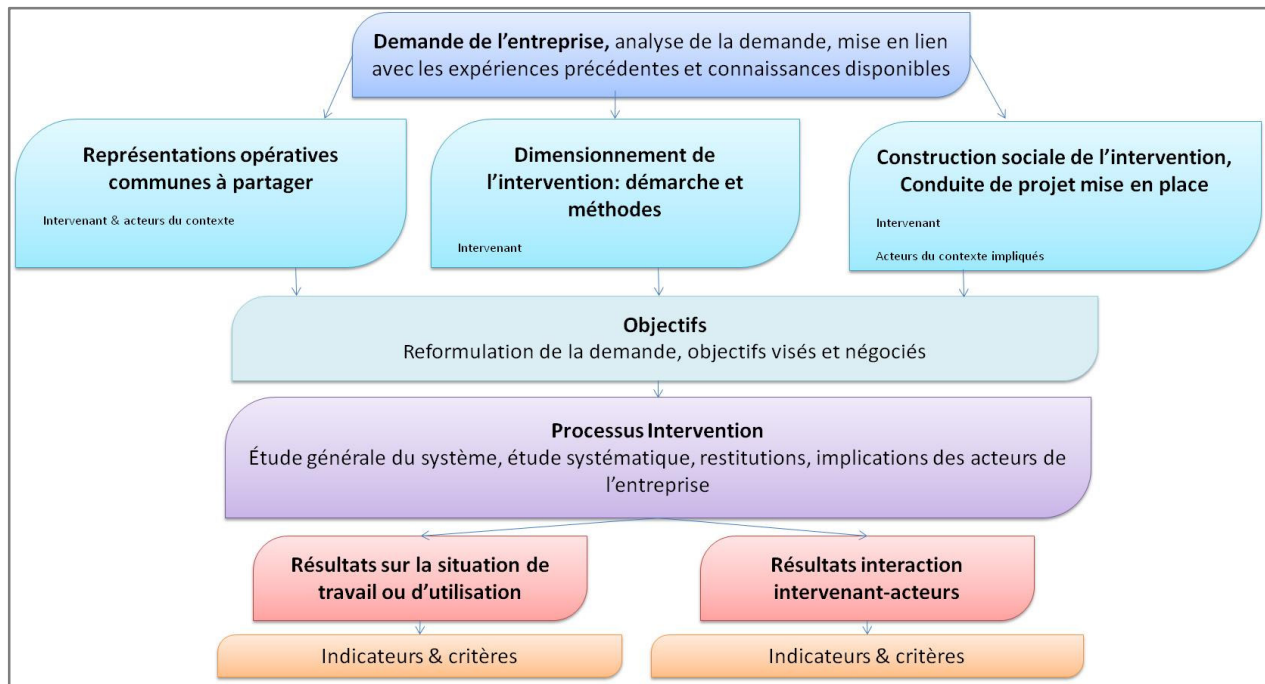 Demande de l’entreprise, analyse de la demande, mise en lien
avec les expériences précédentes et connaissances disponibles
Représentations opératives
communes à partager
Intervenant & acteurs du contexte
Dimensionnement de
l’intervention: démarche et
méthodes
Intervenant
Construction sociale de l’intervention,
Conduite de projet mise en place
Intervenant
Acteurs du contexte impliqués
Objectifs
Reformulation de la demande, objectifs visés et négociés
Processus Intervention
Étude générale du système, étude systématique, restitutions, implications des acteurs de
l’entreprise
Résultats sur la situation de
travail ou d’utilisation
Résultats interaction
intervenant-acteurs
Indicateurs & critères
Indicateurs & critères